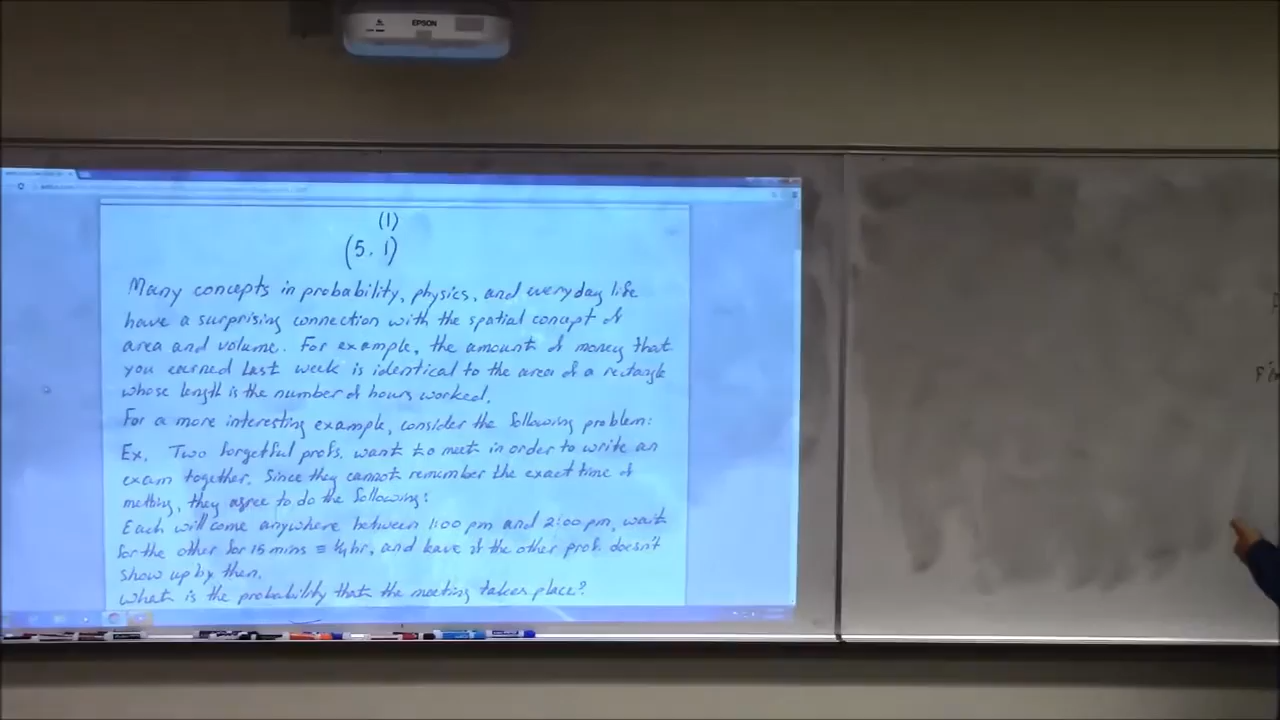 EPSON
(1)
(5.1)
Many concepts in probability, physics, and everyday life
have a surprising connection with the spatial concept of
area and volume. For example, the amount of money that
you earned last week is identical to the area of a rectangle
whose length is the number of hours worked.
For a more interesting example, consider the following problem:
Ex. Two forgetful profs. want to meet in order to write an
exam together. Since they cannot remember the exact time of
metting, they agree to do the following:
Each will come anywhere between 1:00 pm and 2:00 pm, wait
for the other for 15 mins ≡ ¼ hr, and leave if the other prof. doesn't
show up by then.
What is the probability that the meeting takes place?